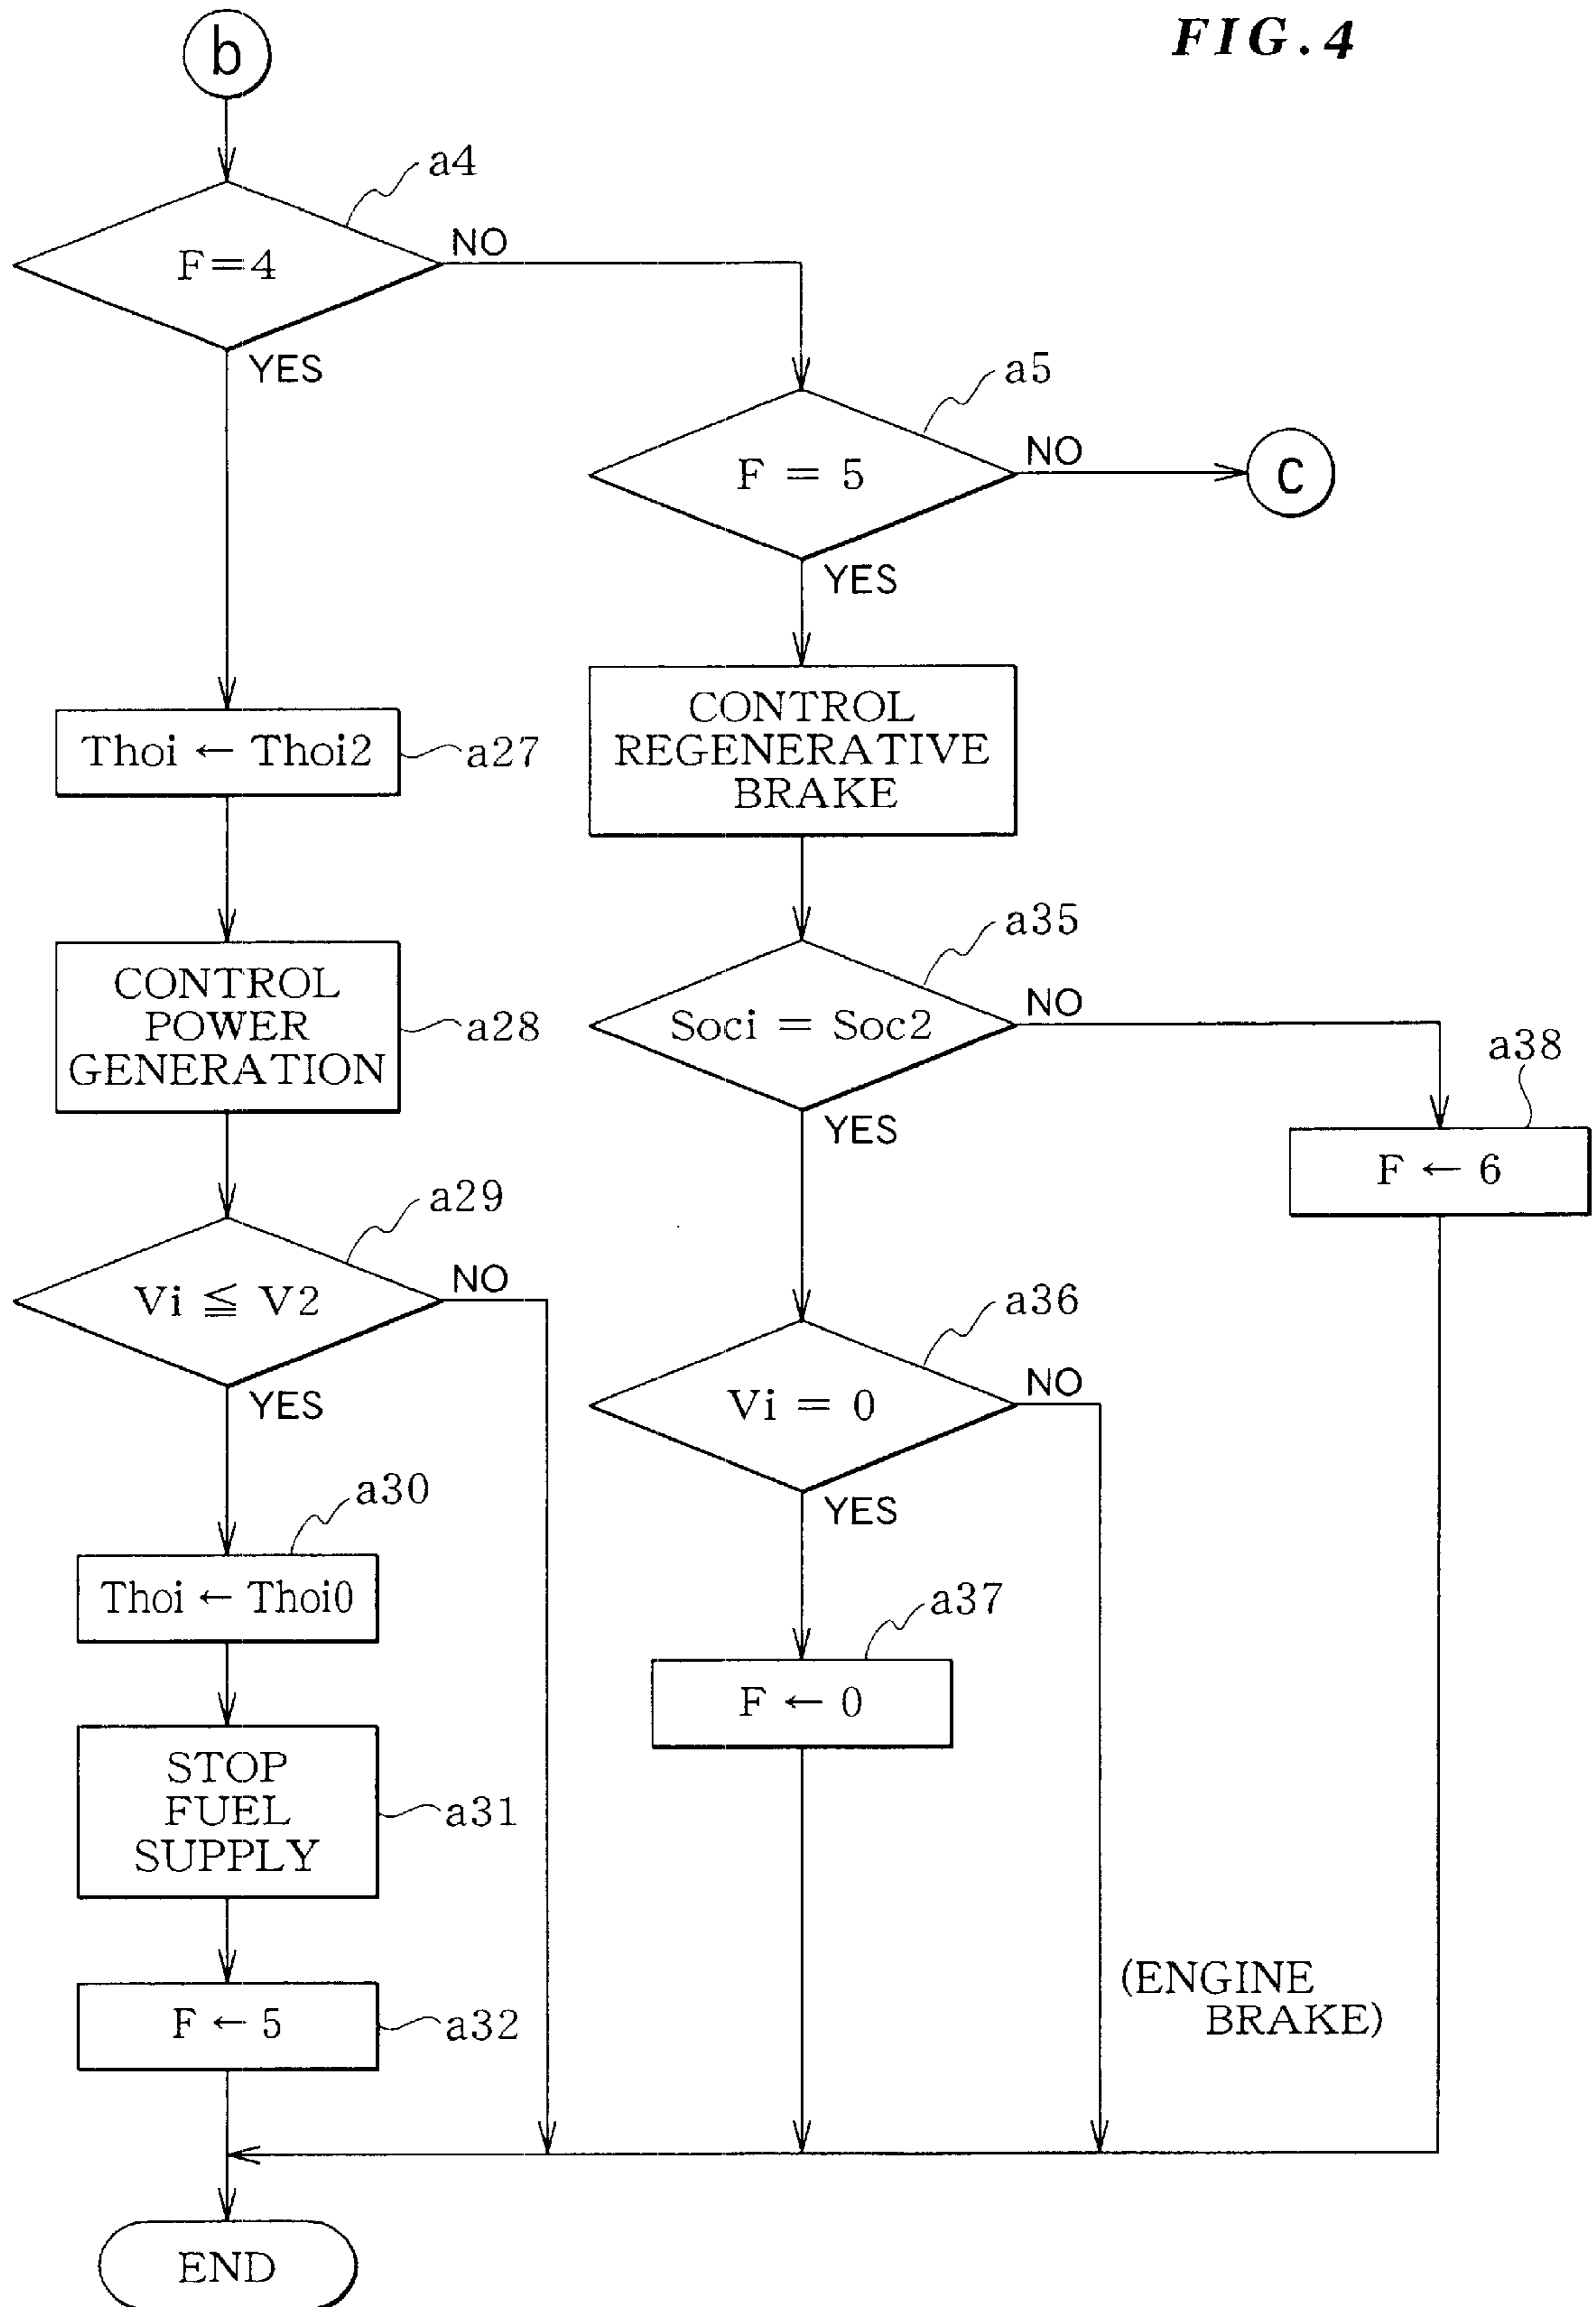 FIG.4
b
a4
F=4
NO
YES
a5
F = 5
NO
c
YES
Thoi ← Thoi2
a27
CONTROL
REGENERATIVE
BRAKE
CONTROL
POWER
GENERATION
a28
a35
Soci = Soc2
NO
YES
a38
F ← 6
a29
Vi ≦ V2
NO
YES
a36
Vi = 0
NO
YES
a30
Thoi ← Thoi0
a37
F ← 0
STOP
FUEL
SUPPLY
a31
(ENGINE
BRAKE)
F ← 5
a32
END